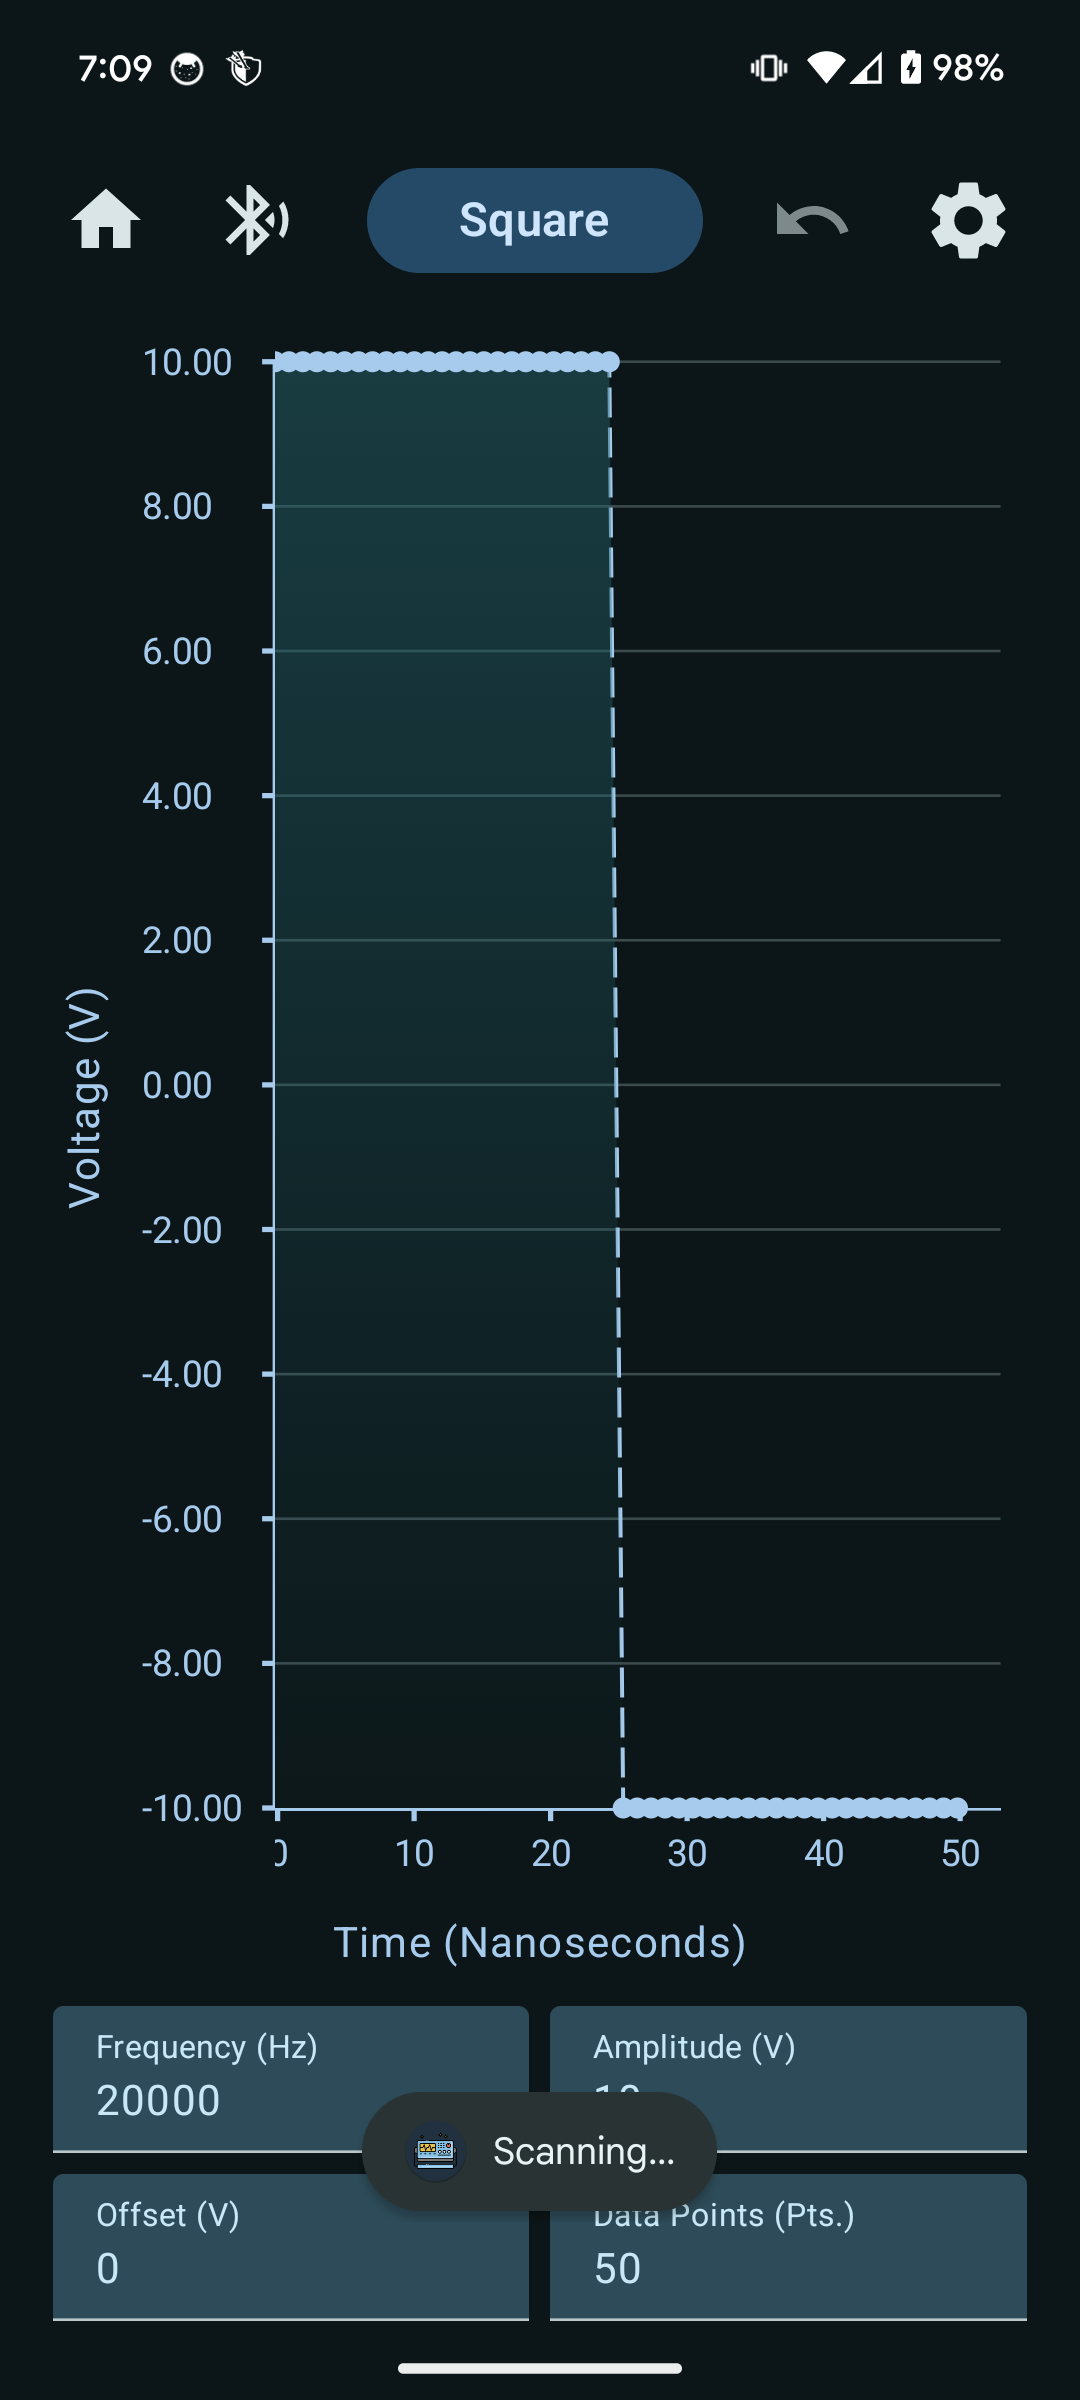 7:09
98%
Square
10.00
8.00
6.00
4.00
2.00
0.00
-2.00
-4.00
-6.00
-8.00
-10.00
Voltage (V)
0 10 20 30 40 50
Time (Nanoseconds)
Frequency (Hz)
20000
Amplitude (V)
Scanning...
Offset (V)
0
Data Points (Pts.)
50